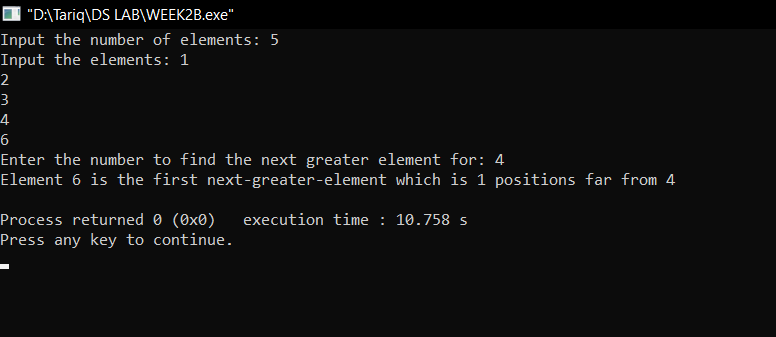 "D:\Tariq\DS LAB\WEEK2B.exe"
Input the number of elements: 5
Input the elements: 1
2
3
4
6
Enter the number to find the next greater element for: 4
Element 6 is the first next-greater-element which is 1 positions far from 4
Process returned 0 (0x0)   execution time : 10.758 s
Press any key to continue.